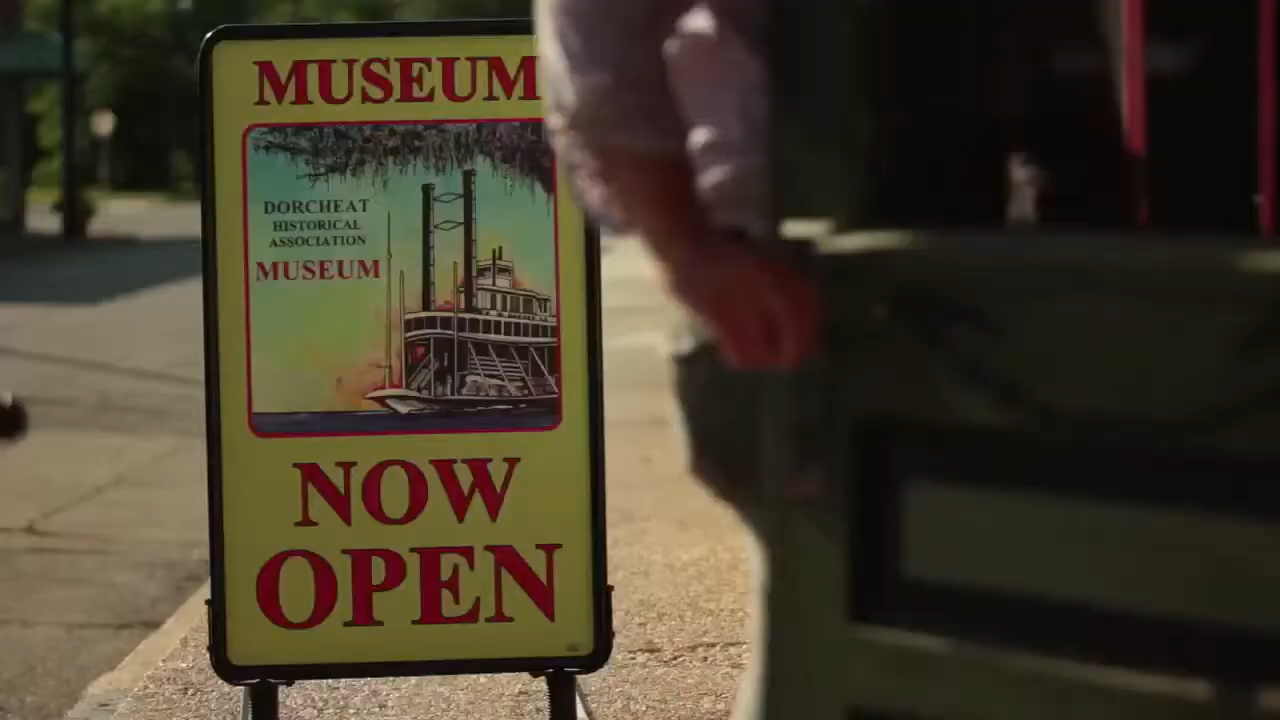 MUSEUM
DORCHEAT
HISTORICAL
ASSOCIATION
MUSEUM
NOW
OPEN